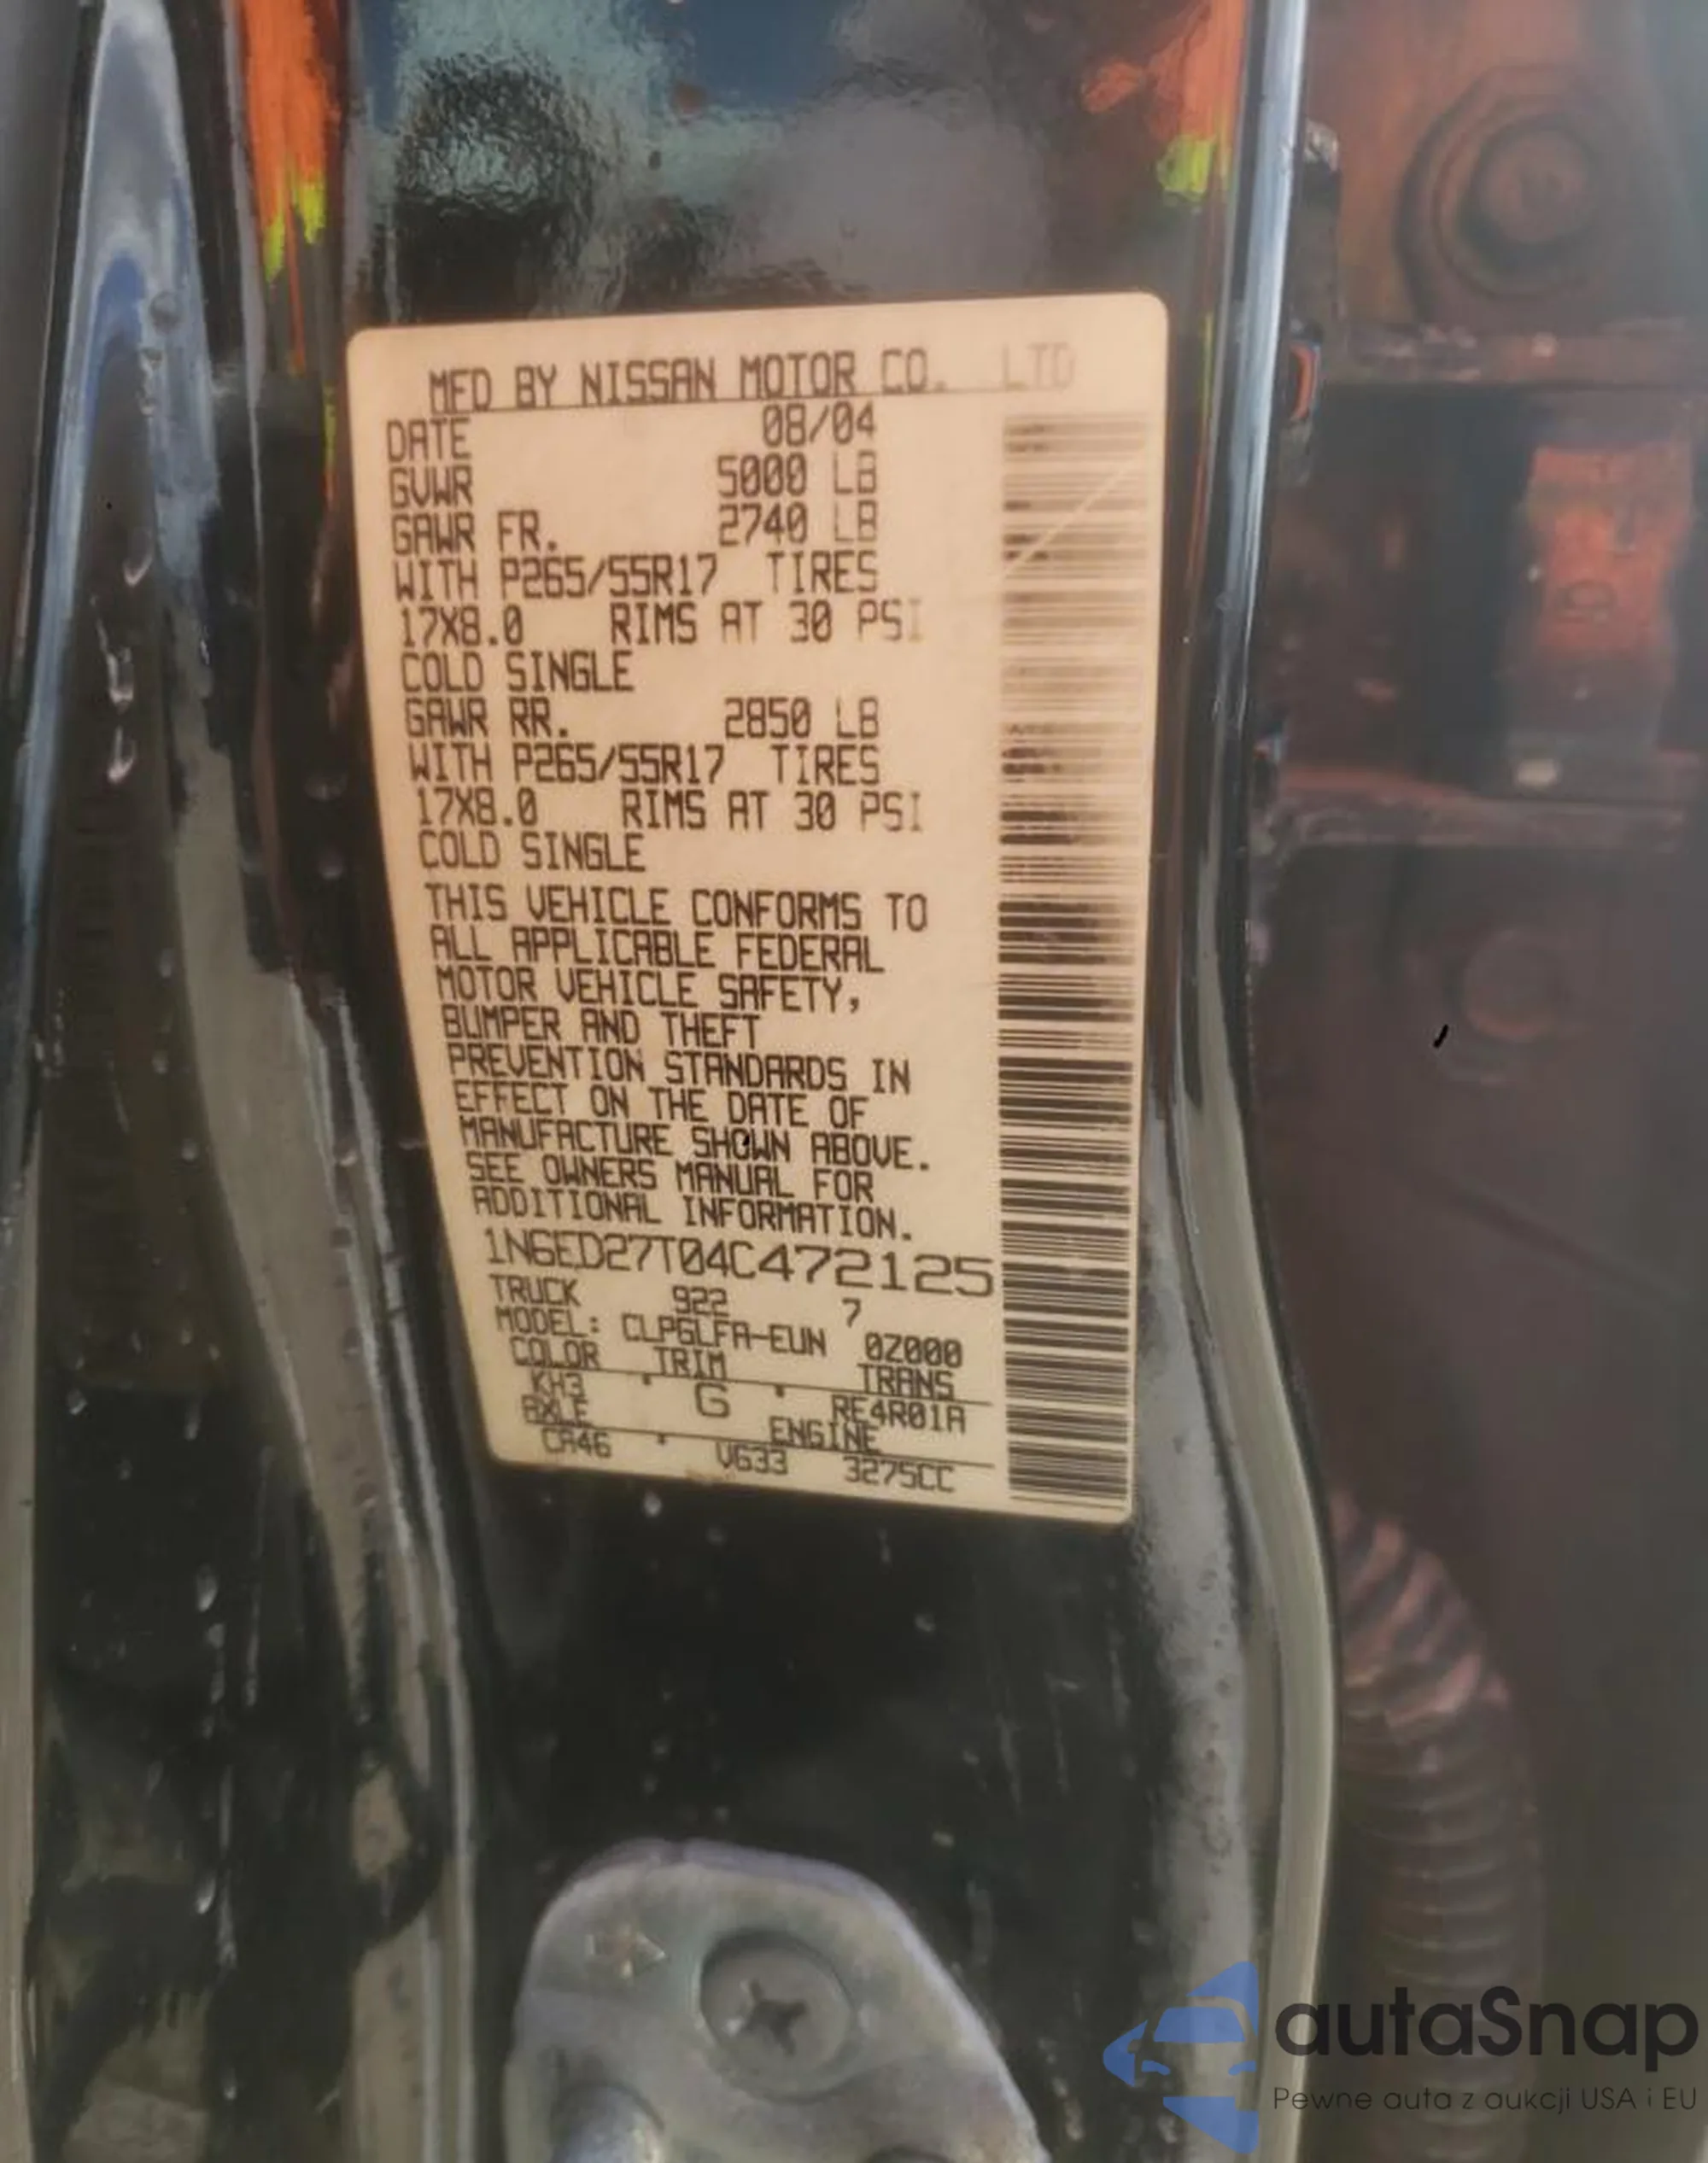 MFD BY NISSAN MOTOR CO. LTD
DATE 08/04
GVWR 5000 LB
GAWR FR. 2740 LB
WITH P265/55R17 TIRES
17X8.0 RIMS AT 30 PSI
COLD SINGLE
GAWR RR. 2850 LB
WITH P265/55R17 TIRES
17X8.0 RIMS AT 30 PSI
COLD SINGLE
THIS VEHICLE CONFORMS TO
ALL APPLICABLE FEDERAL
MOTOR VEHICLE SAFETY,
BUMPER AND THEFT
PREVENTION STANDARDS IN
EFFECT ON THE DATE OF
MANUFACTURE SHOWN ABOVE.
SEE OWNERS MANUAL FOR
ADDITIONAL INFORMATION.
1N6ED27T04C472125
TRUCK 922 7
MODEL: CLPGLFA-EUN 0Z000
COLOR TRIM TRANS
KH3 G RE4R01A
AXLE ENGINE
CA46 VG33 3275CC
autaSnap
Pewne auta z aukcji USA i EU